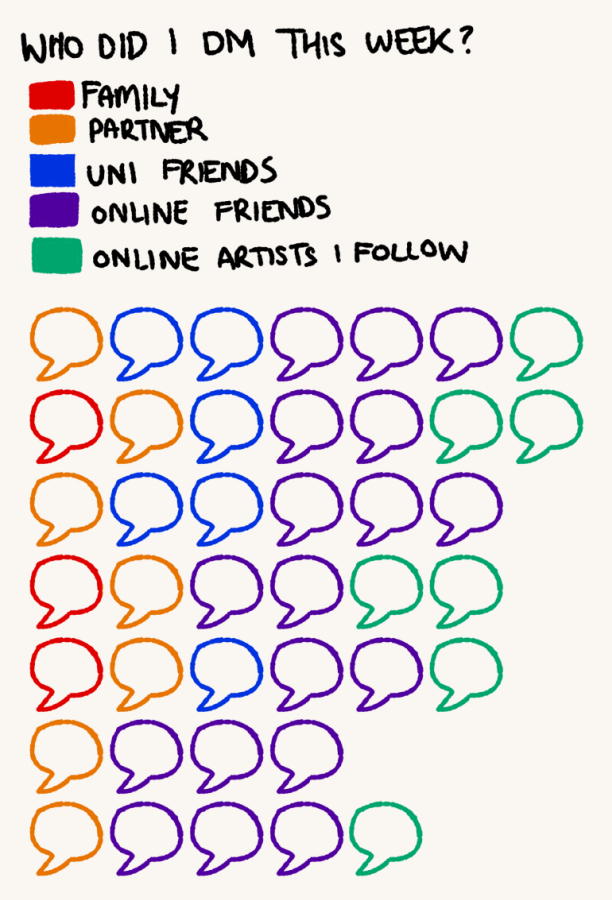 WHO DID I DM THIS WEEK?
FAMILY
PARTNER
UNI FRIENDS
ONLINE FRIENDS
ONLINE ARTISTS I FOLLOW